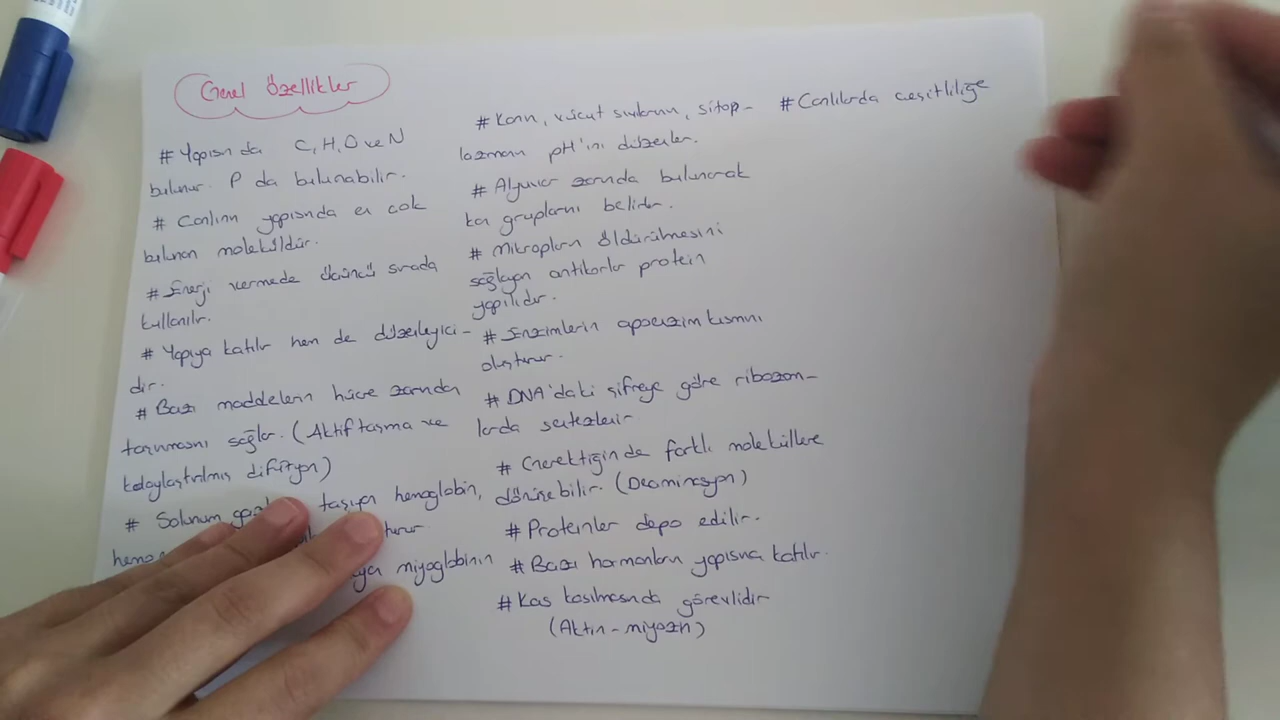 Genel Özellikler
# Yapısında C, H, O ve N
bulunur. P da bulunabilir.
# Canlının yapısında en çok
bulunan moleküldür.
# Enerji vermede üçüncü sırada
kullanılır.
# Yapıya katılır hem de düzenleyici-
dir.
# Bazı maddelerin hücre zarında
taşınmasını sağlar. (Aktif taşıma ve
kolaylaştırılmış difüzyon)
# Solunum taşıyan hemoglobin,
miyoglobinin
# Kanın, vücut sıvılarının, sitop-
lazmanın pH'ını düzenler.
# Alyuvar zarında bulunarak
kan gruplarını belirler.
# Mikropların öldürülmesini
sağlayan antikorlar protein
yapılıdır.
# Enzimlerin apoenzim kısmını
oluşturur.
# DNA'daki şifreye göre ribozom-
larda sentezlenir.
# Gerektiğinde farklı moleküllere
dönüşebilir. (Deaminasyon)
# Proteinler depo edilir.
# Bazı hormonların yapısına katılır.
# Kas kasılmasında görevlidir
(Aktin - miyozin)
# Canlılarda çeşitliliğe